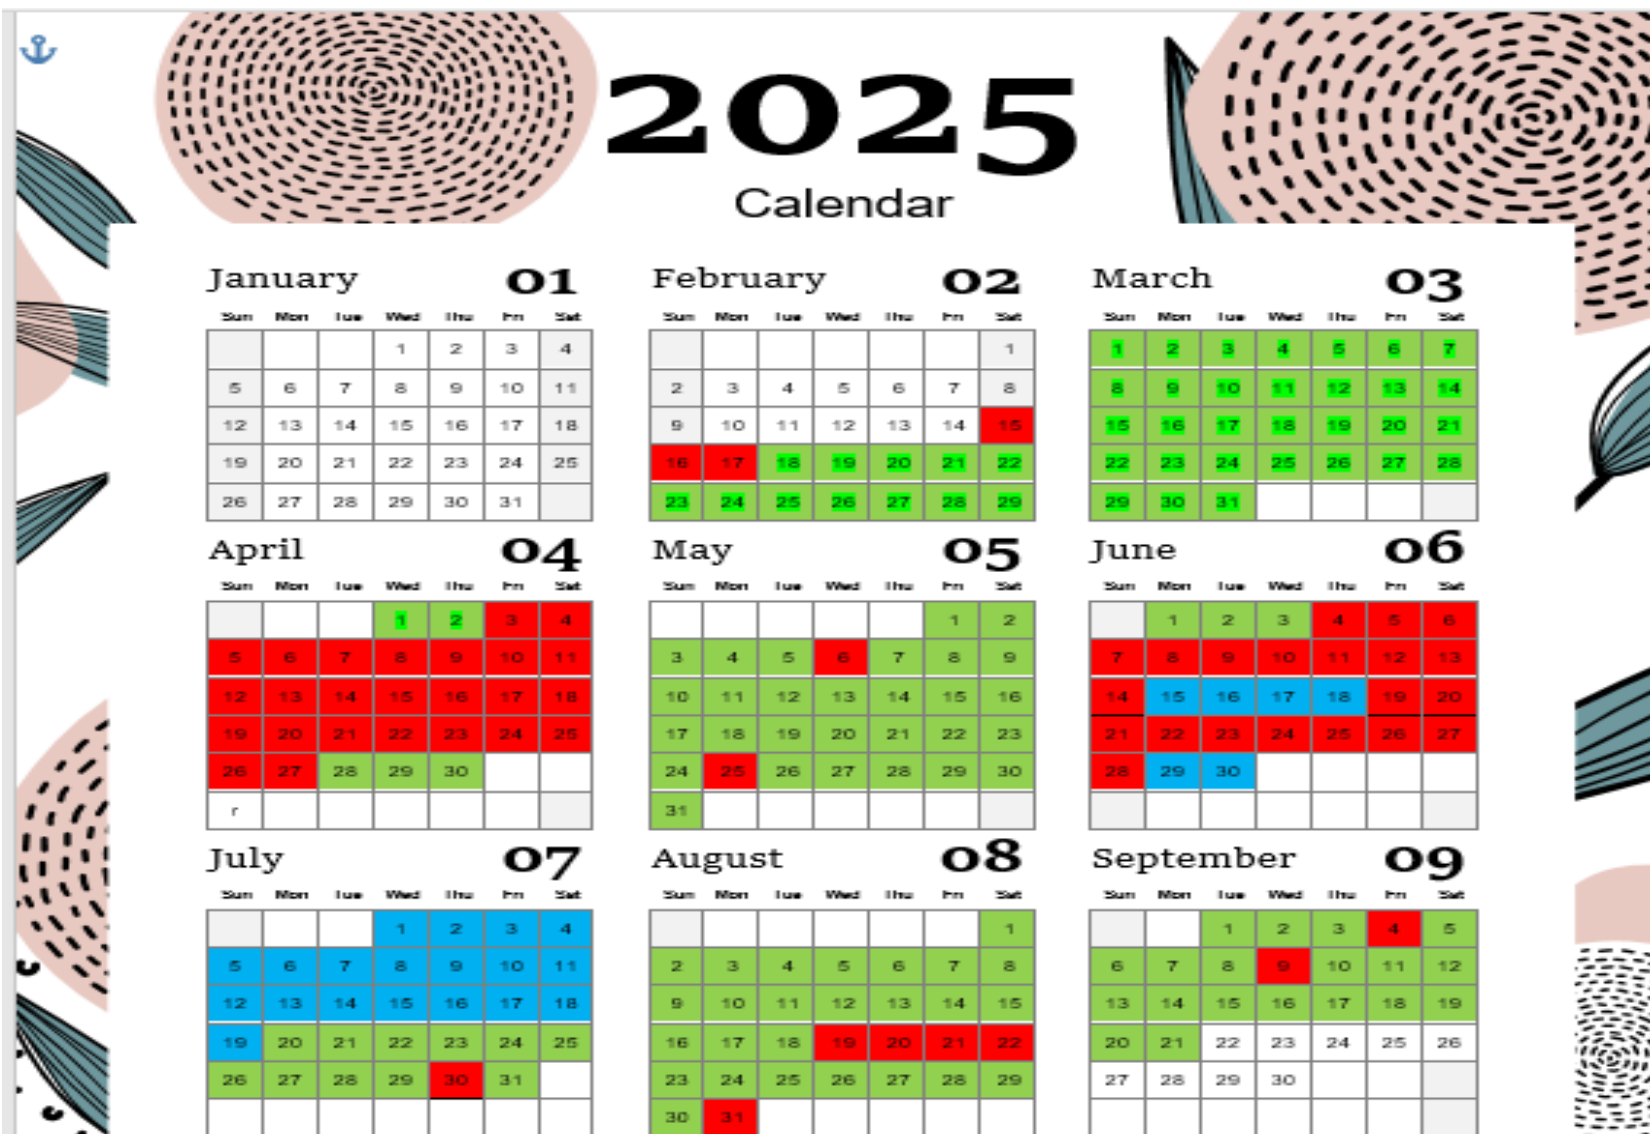 2025
Calendar
January 01 February 02 March 03
Sun Mon Tue Wed Thu Fri Sat Sun Mon Tue Wed Thu Fri Sat Sun Mon Tue Wed Thu Fri Sat
1 2 3 4 1 1 2 3 4 5 6 7
5 6 7 8 9 10 11 2 3 4 5 6 7 8 8 9 10 11 12 13 14
12 13 14 15 16 17 18 9 10 11 12 13 14 15 15 16 17 18 19 20 21
19 20 21 22 23 24 25 16 17 18 19 20 21 22 22 23 24 25 26 27 28
26 27 28 29 30 31 23 24 25 26 27 28 29 29 30 31
April 04 May 05 June 06
Sun Mon Tue Wed Thu Fri Sat Sun Mon Tue Wed Thu Fri Sat Sun Mon Tue Wed Thu Fri Sat
1 2 3 4 1 2 1 2 3 4 5 6
5 6 7 8 9 10 11 3 4 5 6 7 8 9 7 8 9 10 11 12 13
12 13 14 15 16 17 18 10 11 12 13 14 15 16 14 15 16 17 18 19 20
19 20 21 22 23 24 25 17 18 19 20 21 22 23 21 22 23 24 25 26 27
26 27 28 29 30 24 25 26 27 28 29 30 28 29 30
r 31
July 07 August 08 September 09
Sun Mon Tue Wed Thu Fri Sat Sun Mon Tue Wed Thu Fri Sat Sun Mon Tue Wed Thu Fri Sat
1 2 3 4 1 1 2 3 4 5
5 6 7 8 9 10 11 2 3 4 5 6 7 8 6 7 8 9 10 11 12
12 13 14 15 16 17 18 9 10 11 12 13 14 15 13 14 15 16 17 18 19
19 20 21 22 23 24 25 16 17 18 19 20 21 22 20 21 22 23 24 25 26
26 27 28 29 30 31 23 24 25 26 27 28 29 27 28 29 30
30 31